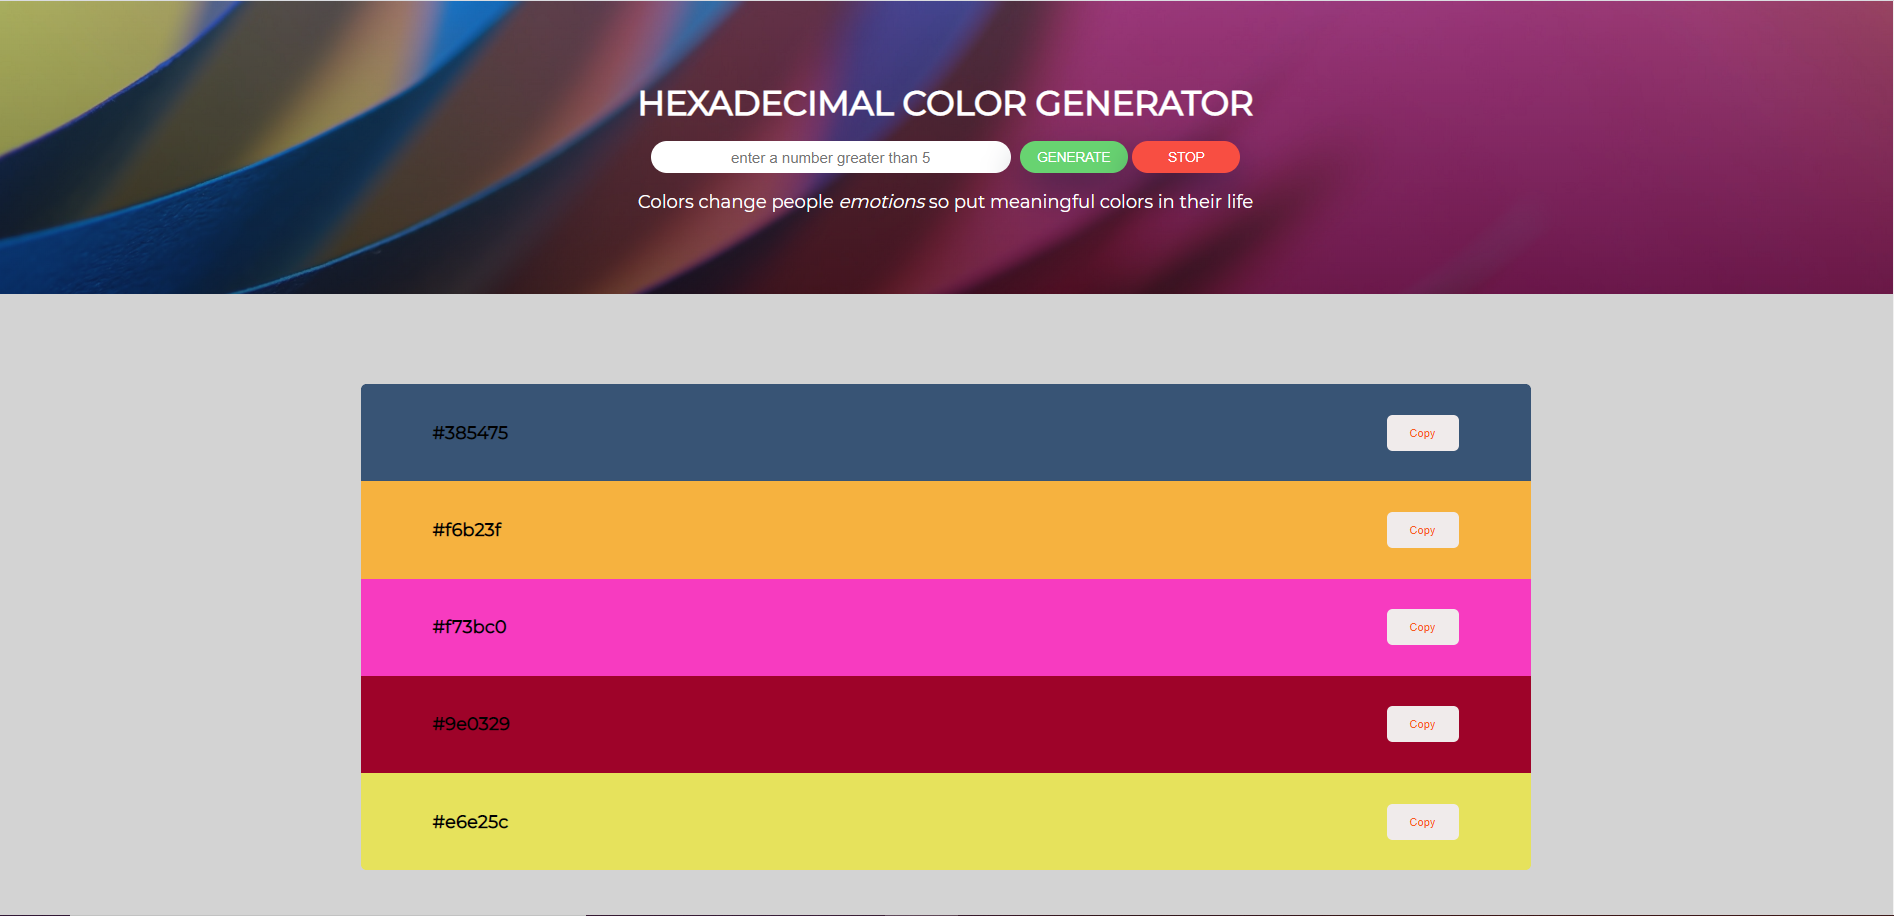 HEXADECIMAL COLOR GENERATOR
enter a number greater than 5 GENERATE STOP
Colors change people emotions so put meaningful colors in their life
#385475 Copy
#f6b23f Copy
#f73bc0 Copy
#9e0329 Copy
#e6e25c Copy